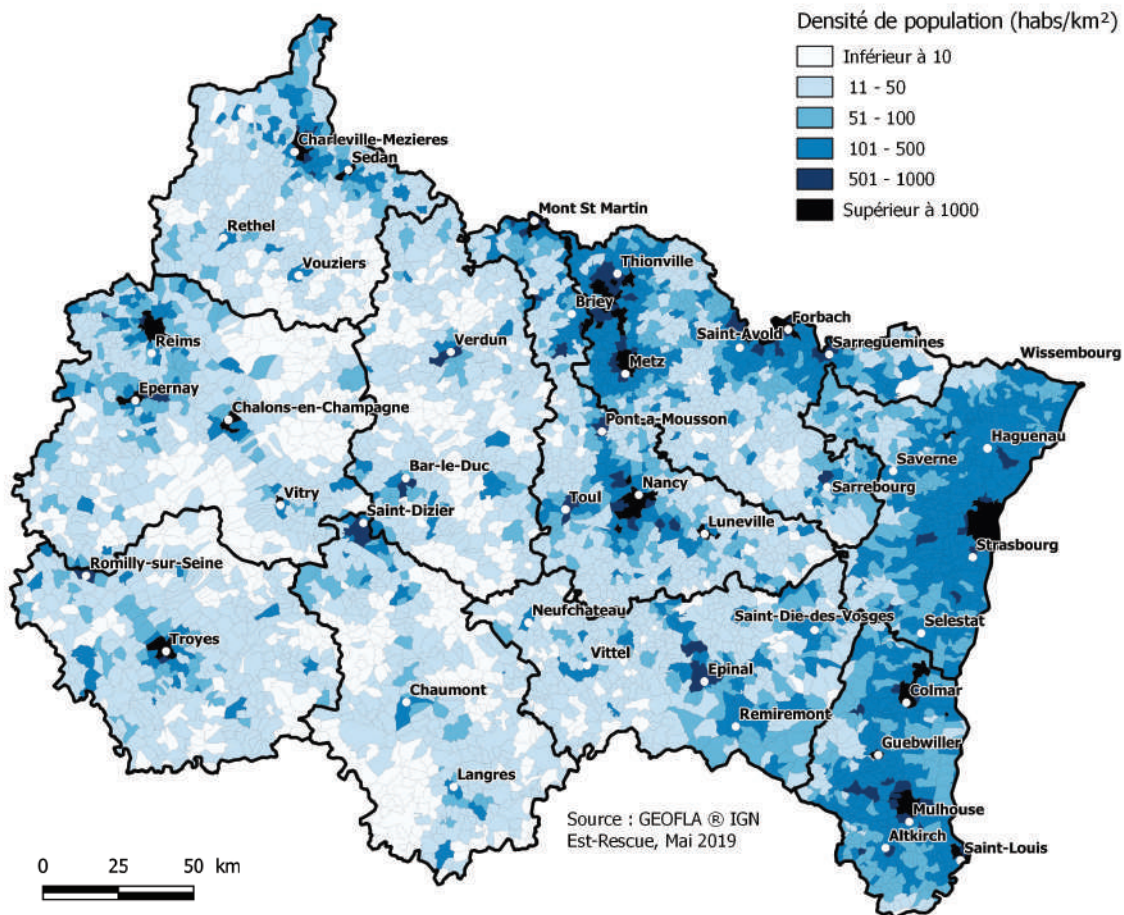 Densité de population (habs/km²)
Inférieur à 10
11 - 50
51 - 100
101 - 500
501 - 1000
Supérieur à 1000
Charleville-Mezieres
Sedan
Mont St Martin
Rethel
Vouziers
Thionville
Briey
Forbach
Saint-Avold
Sarreguemines
Reims
Verdun
Metz
Wissembourg
Epernay
Chalons-en-Champagne
Pont-a-Mousson
Haguenau
Saverne
Bar-le-Duc
Sarrebourg
Vitry
Toul
Nancy
Saint-Dizier
Luneville
Strasbourg
Romilly-sur-Seine
Neufchateau
Saint-Die-des-Vosges
Selestat
Troyes
Vittel
Epinal
Chaumont
Colmar
Remiremont
Guebwiller
Langres
Mulhouse
Source : GEOFLA ® IGN
Est-Rescue, Mai 2019
Altkirch
Saint-Louis
0 25 50 km